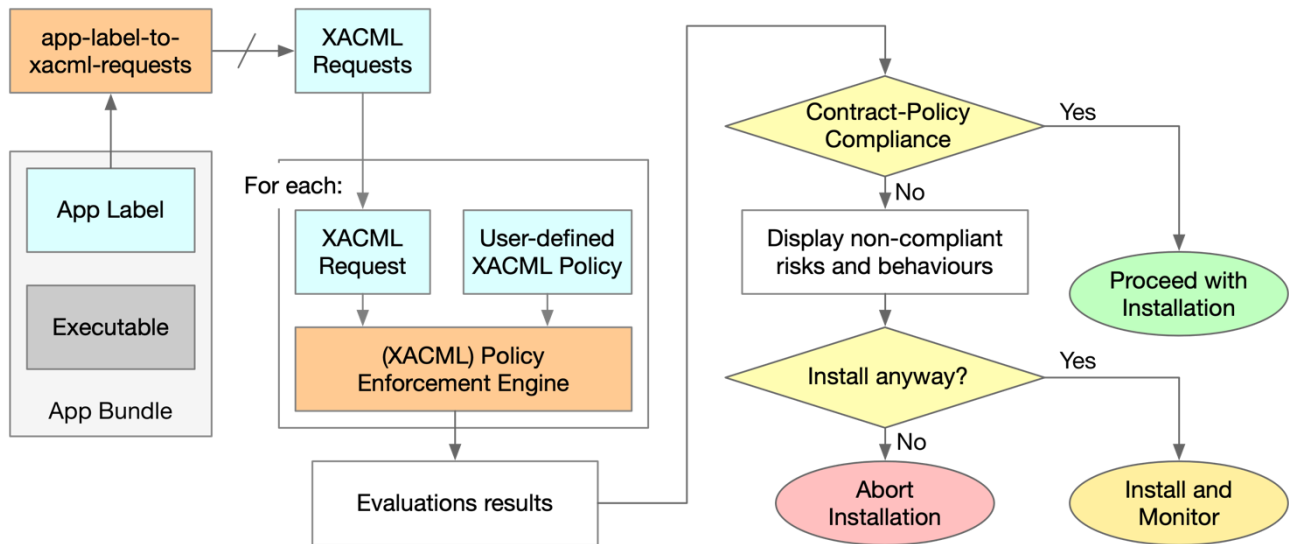 app-label-to-
xacml-requests
XACML
Requests
App Label
Executable
App Bundle
For each:
XACML
Request
User-defined
XACML Policy
(XACML) Policy
Enforcement Engine
Evaluations results
Contract-Policy
Compliance
Yes
No
Display non-compliant
risks and behaviours
Proceed with
Installation
Install anyway?
Yes
No
Abort
Installation
Install and
Monitor